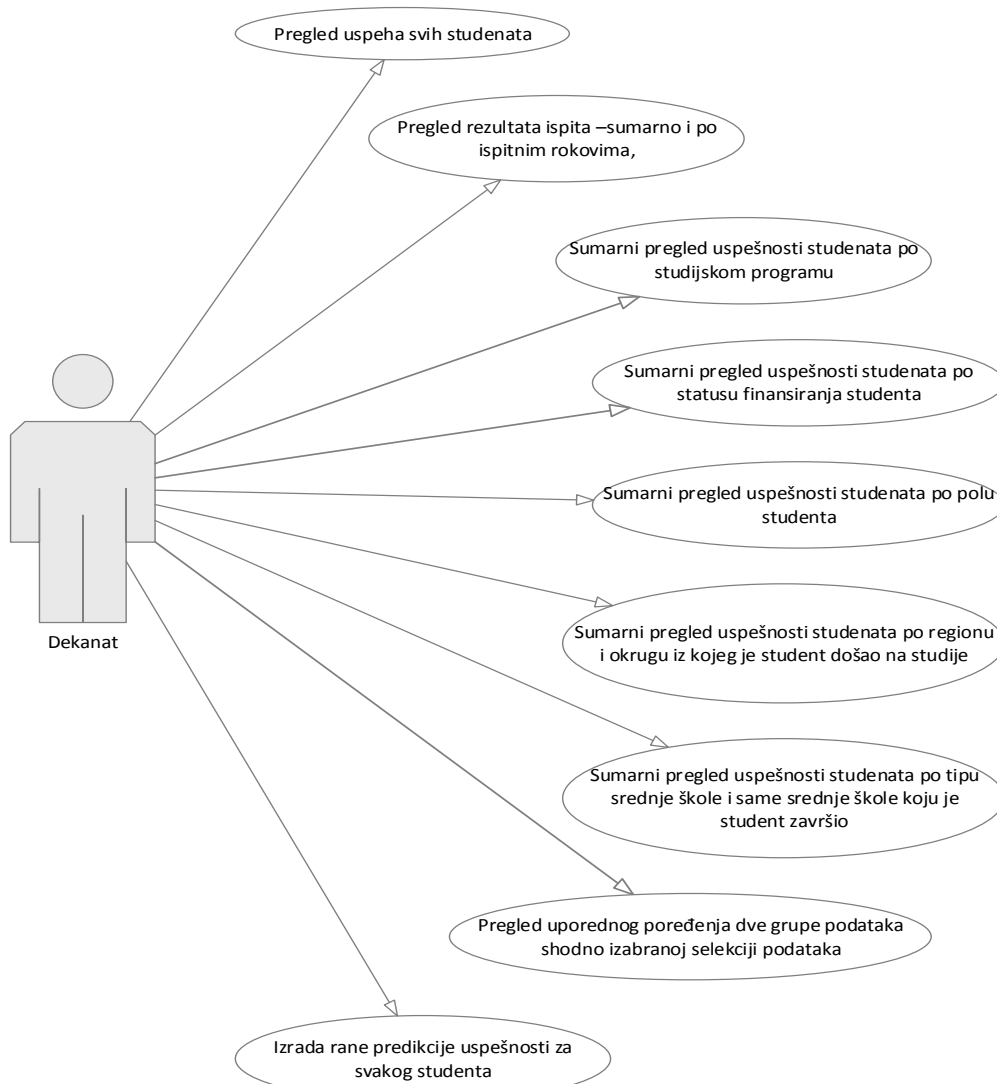 Pregled uspeha svih studenata
Pregled rezultata ispita –sumarno i po
ispitnim rokovima,
Sumarni pregled uspešnosti studenata po
studijskom programu
Sumarni pregled uspešnosti studenata po
statusu finansiranja studenta
Sumarni pregled uspešnosti studenata po polu
studenta
Dekanat
Sumarni pregled uspešnosti studenata po regionu
i okrugu iz kojeg je student došao na studije
Sumarni pregled uspešnosti studenata po tipu
srednje škole i same srednje škole koju je
student završio
Pregled uporednog poređenja dve grupe podataka
shodno izabranoj selekciji podataka
Izrada rane predikcije uspešnosti za
svakog studenta